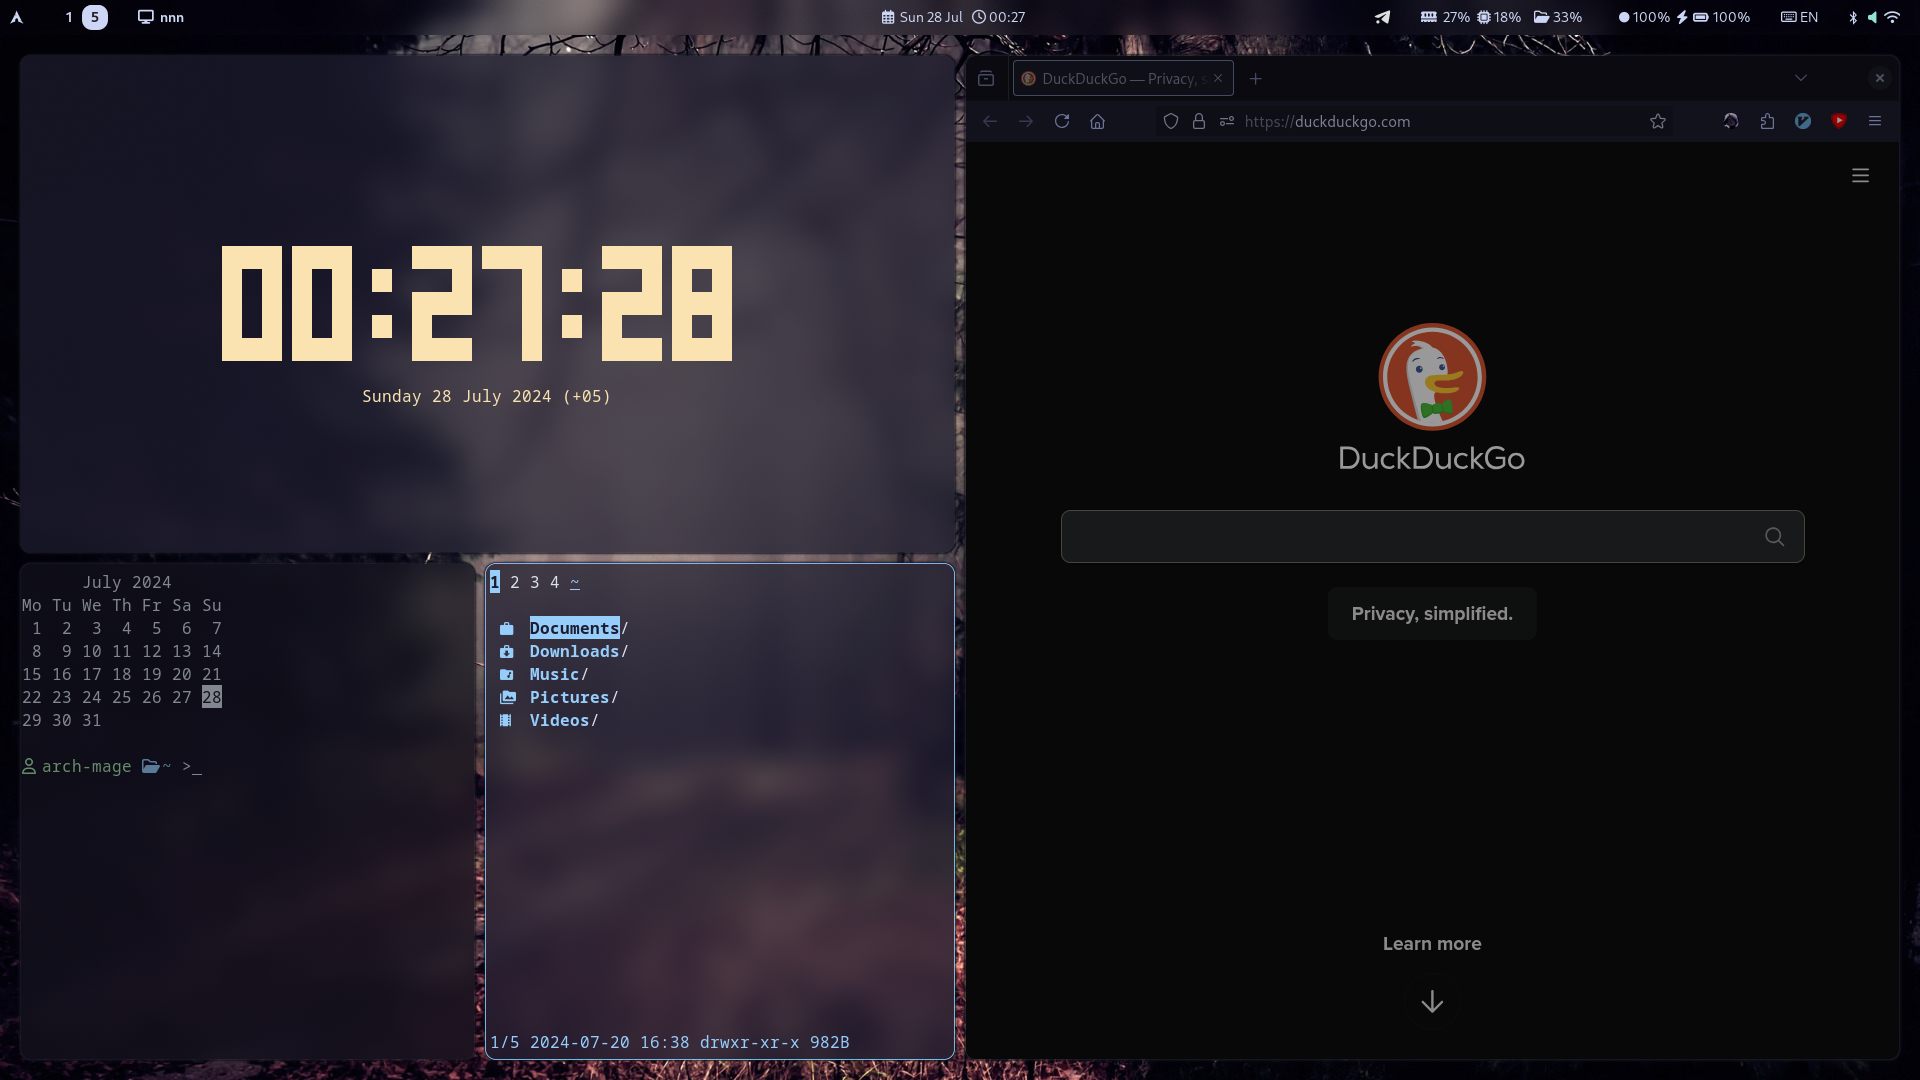 1 5 nnn
Sun 28 Jul 00:27
27% 18% 33% 100% 100% EN
00:27:28
Sunday 28 July 2024 (+05)
July 2024
Mo Tu We Th Fr Sa Su
1 2 3 4 5 6 7
8 9 10 11 12 13 14
15 16 17 18 19 20 21
22 23 24 25 26 27 28
29 30 31
arch-mage ~ >_
1 2 3 4 ~
Documents/
Downloads/
Music/
Pictures/
Videos/
1/5 2024-07-20 16:38 drwxr-xr-x 982B
DuckDuckGo — Privacy, s
https://duckduckgo.com
DuckDuckGo
Privacy, simplified.
Learn more